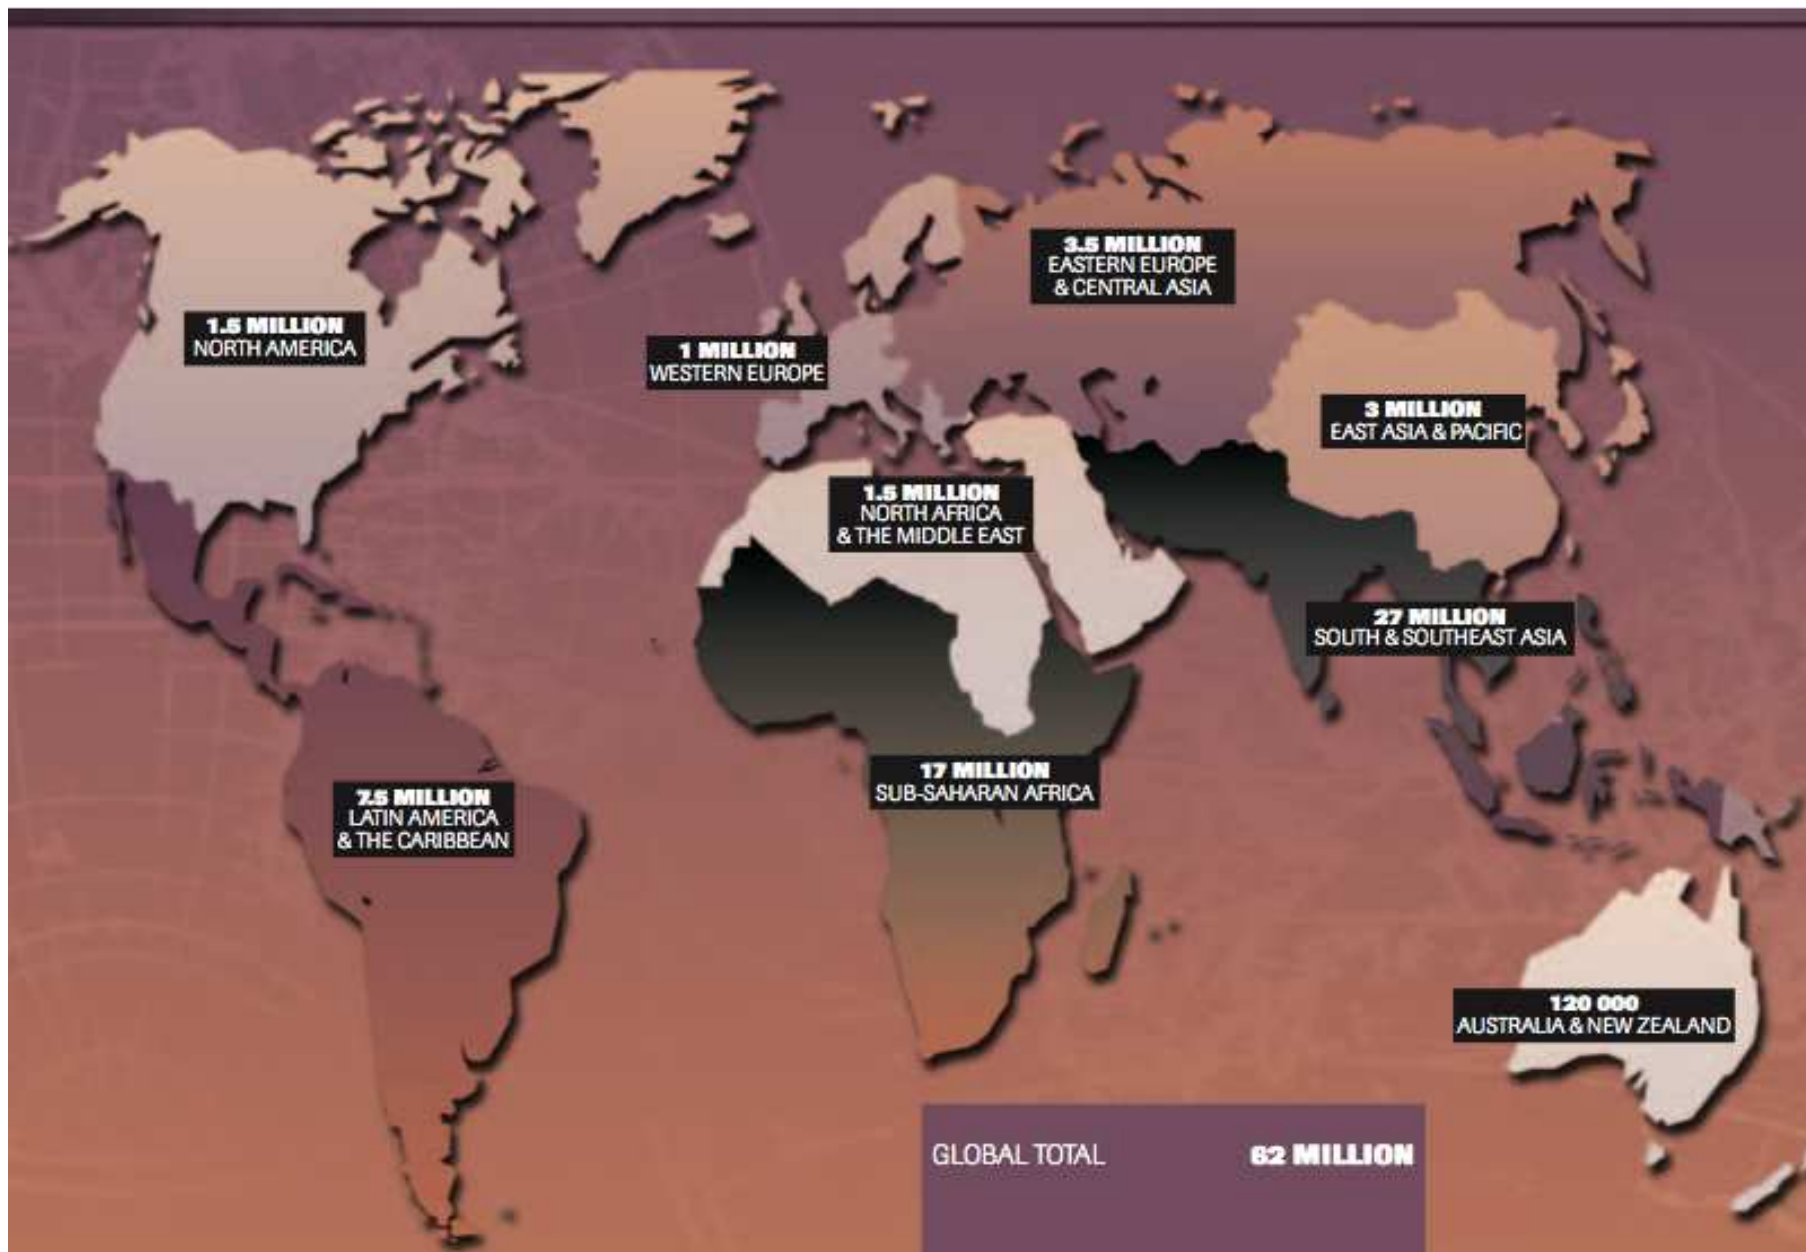 3.5 MILLION
EASTERN EUROPE
& CENTRAL ASIA
1.5 MILLION
NORTH AMERICA
1 MILLION
WESTERN EUROPE
3 MILLION
EAST ASIA & PACIFIC
1.5 MILLION
NORTH AFRICA
& THE MIDDLE EAST
27 MILLION
SOUTH & SOUTHEAST ASIA
17 MILLION
SUB-SAHARAN AFRICA
7.5 MILLION
LATIN AMERICA
& THE CARIBBEAN
120 000
AUSTRALIA & NEW ZEALAND
GLOBAL TOTAL 62 MILLION